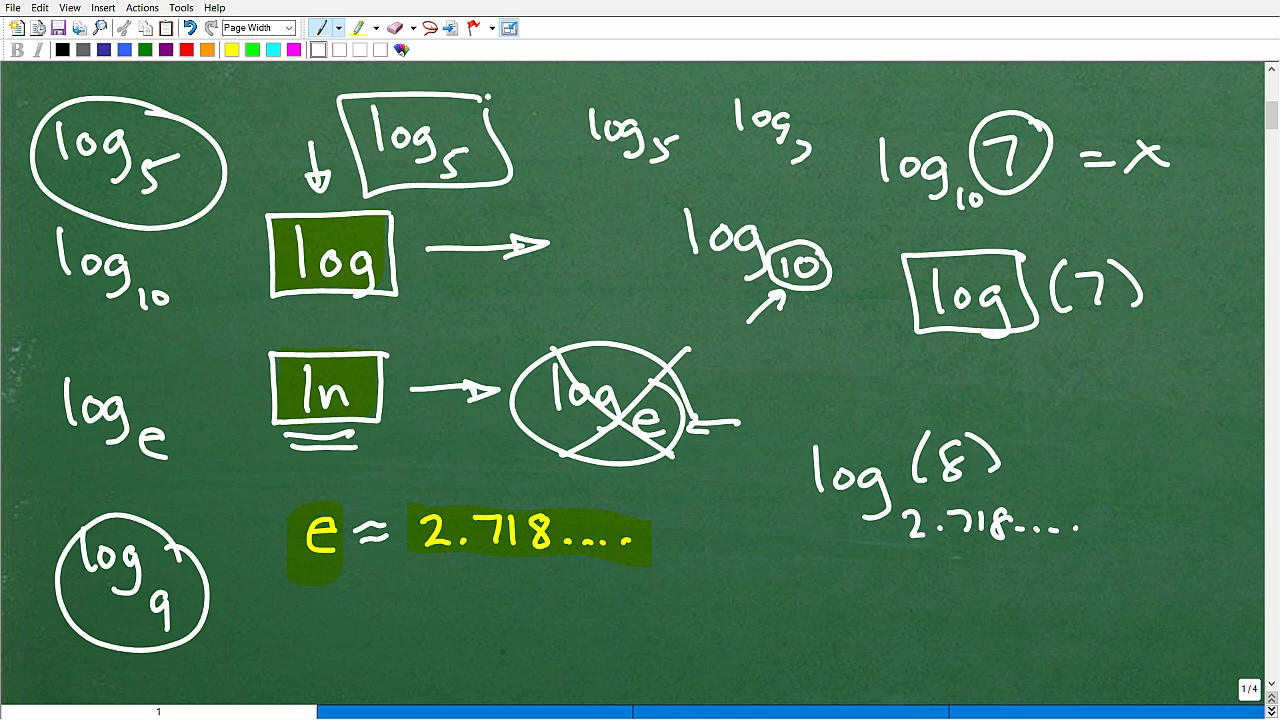 File Edit View Insert Actions Tools Help
Page Width
B I
log₅ log₅ log₅ log log₁₀ 7 = x
log₁₀ log → log₁₀ log (7)
logₑ ln → logₑ
log₂.₇₁₈.... (8)
e ≈ 2.718....
log₉
1 / 4
1